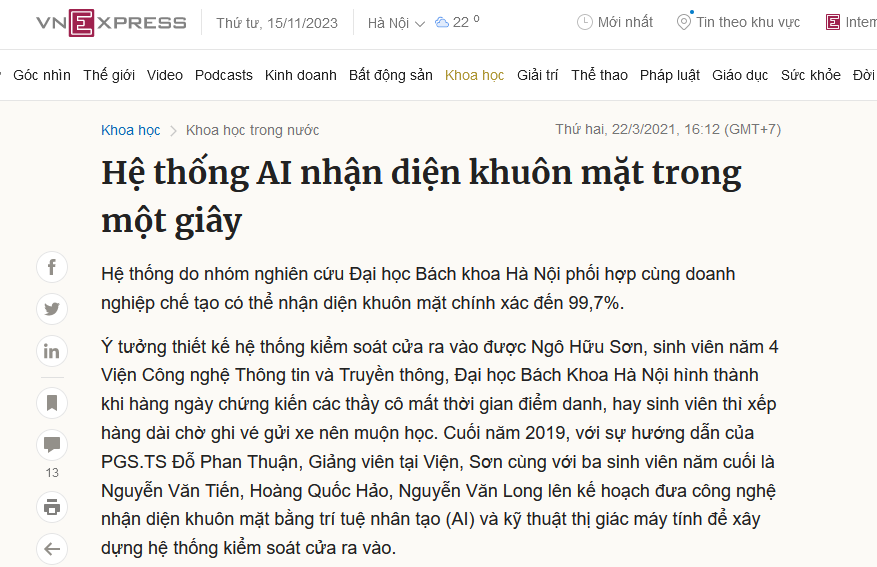 VNEXPRESS Thứ tư, 15/11/2023 Hà Nội 22° Mới nhất Tin theo khu vực
Góc nhìn Thế giới Video Podcasts Kinh doanh Bất động sản Khoa học Giải trí Thể thao Pháp luật Giáo dục Sức khỏe Đời
Khoa học Khoa học trong nước Thứ hai, 22/3/2021, 16:12 (GMT+7)
Hệ thống AI nhận diện khuôn mặt trong
một giây
Hệ thống do nhóm nghiên cứu Đại học Bách khoa Hà Nội phối hợp cùng doanh
nghiệp chế tạo có thể nhận diện khuôn mặt chính xác đến 99,7%.
Ý tưởng thiết kế hệ thống kiểm soát cửa ra vào được Ngô Hữu Sơn, sinh viên năm 4
Viện Công nghệ Thông tin và Truyền thông, Đại học Bách Khoa Hà Nội hình thành
khi hàng ngày chứng kiến các thầy cô mất thời gian điểm danh, hay sinh viên thì xếp
hàng dài chờ ghi vé gửi xe nên muộn học. Cuối năm 2019, với sự hướng dẫn của
PGS.TS Đỗ Phan Thuận, Giảng viên tại Viện, Sơn cùng với ba sinh viên năm cuối là
Nguyễn Văn Tiến, Hoàng Quốc Hảo, Nguyễn Văn Long lên kế hoạch đưa công nghệ
nhận diện khuôn mặt bằng trí tuệ nhân tạo (AI) và kỹ thuật thị giác máy tính để xây
dựng hệ thống kiểm soát cửa ra vào.
13